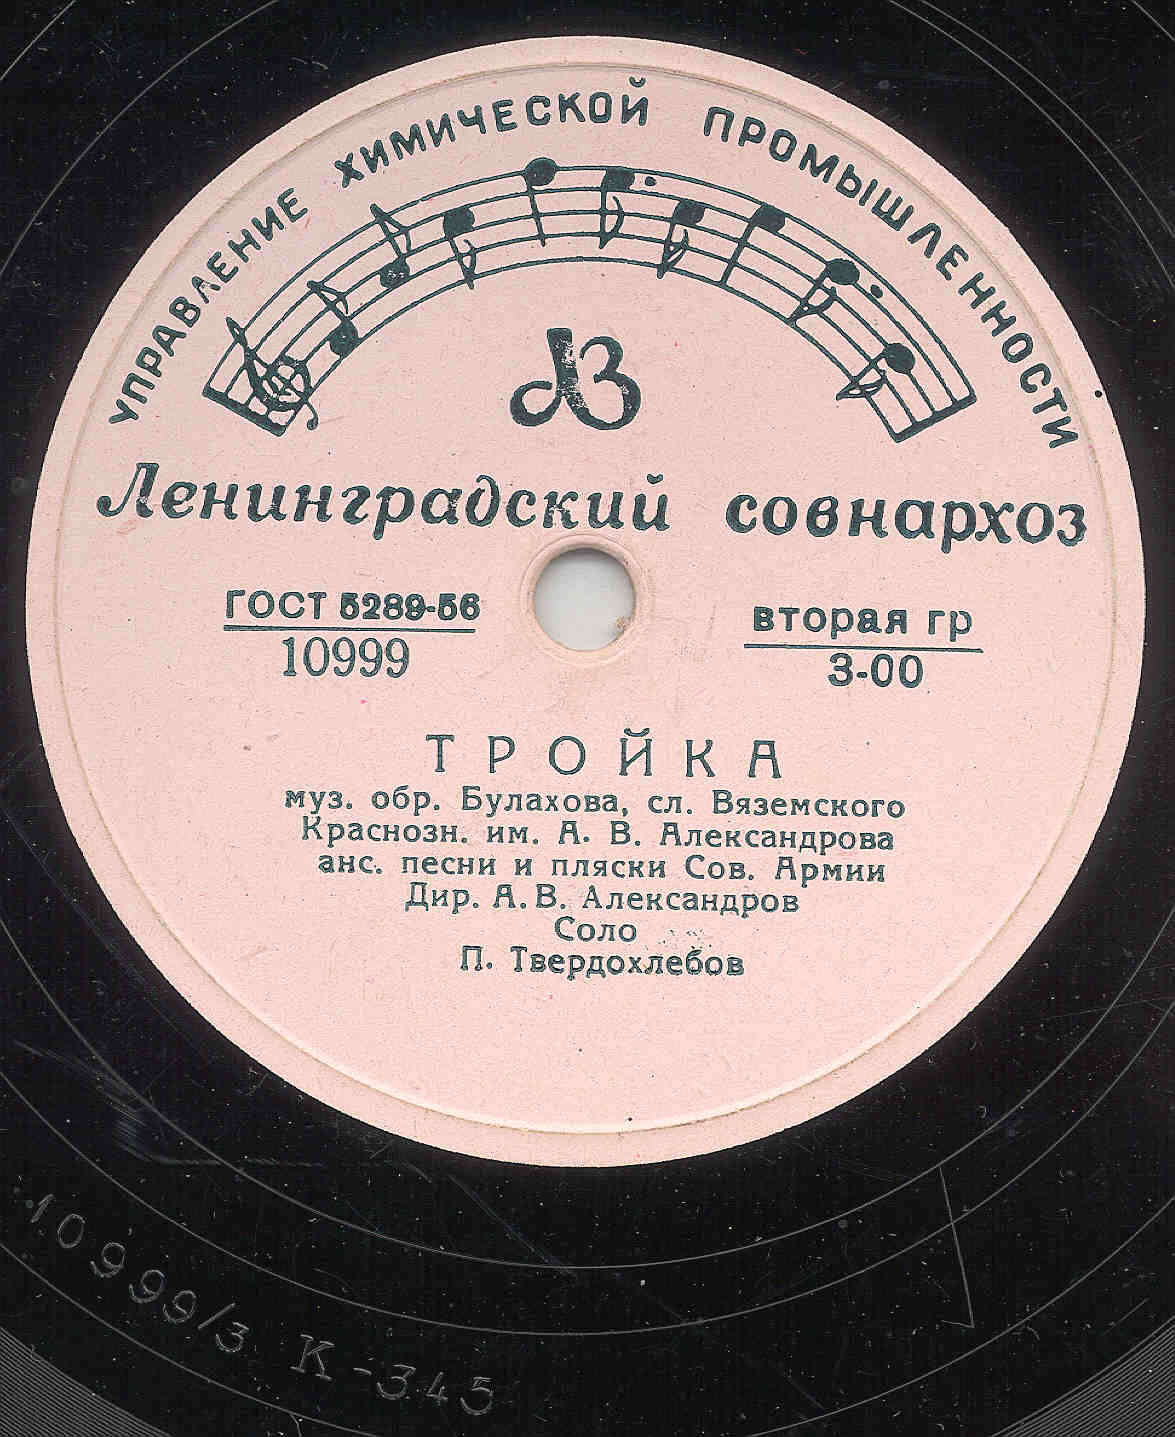 УПРАВЛЕНИЕ ХИМИЧЕСКОЙ ПРОМЫШЛЕННОСТИ
ЛЗ
Ленинградский совнархоз
ГОСТ 5289-56
10999
вторая гр
3-00
ТРОЙКА
муз. обр. Булахова, сл. Вяземского
Краснозн. им. А. В. Александрова
анс. песни и пляски Сов. Армии
Дир. А. В. Александров
Соло
П. Твердохлебов
10999/3 К-345